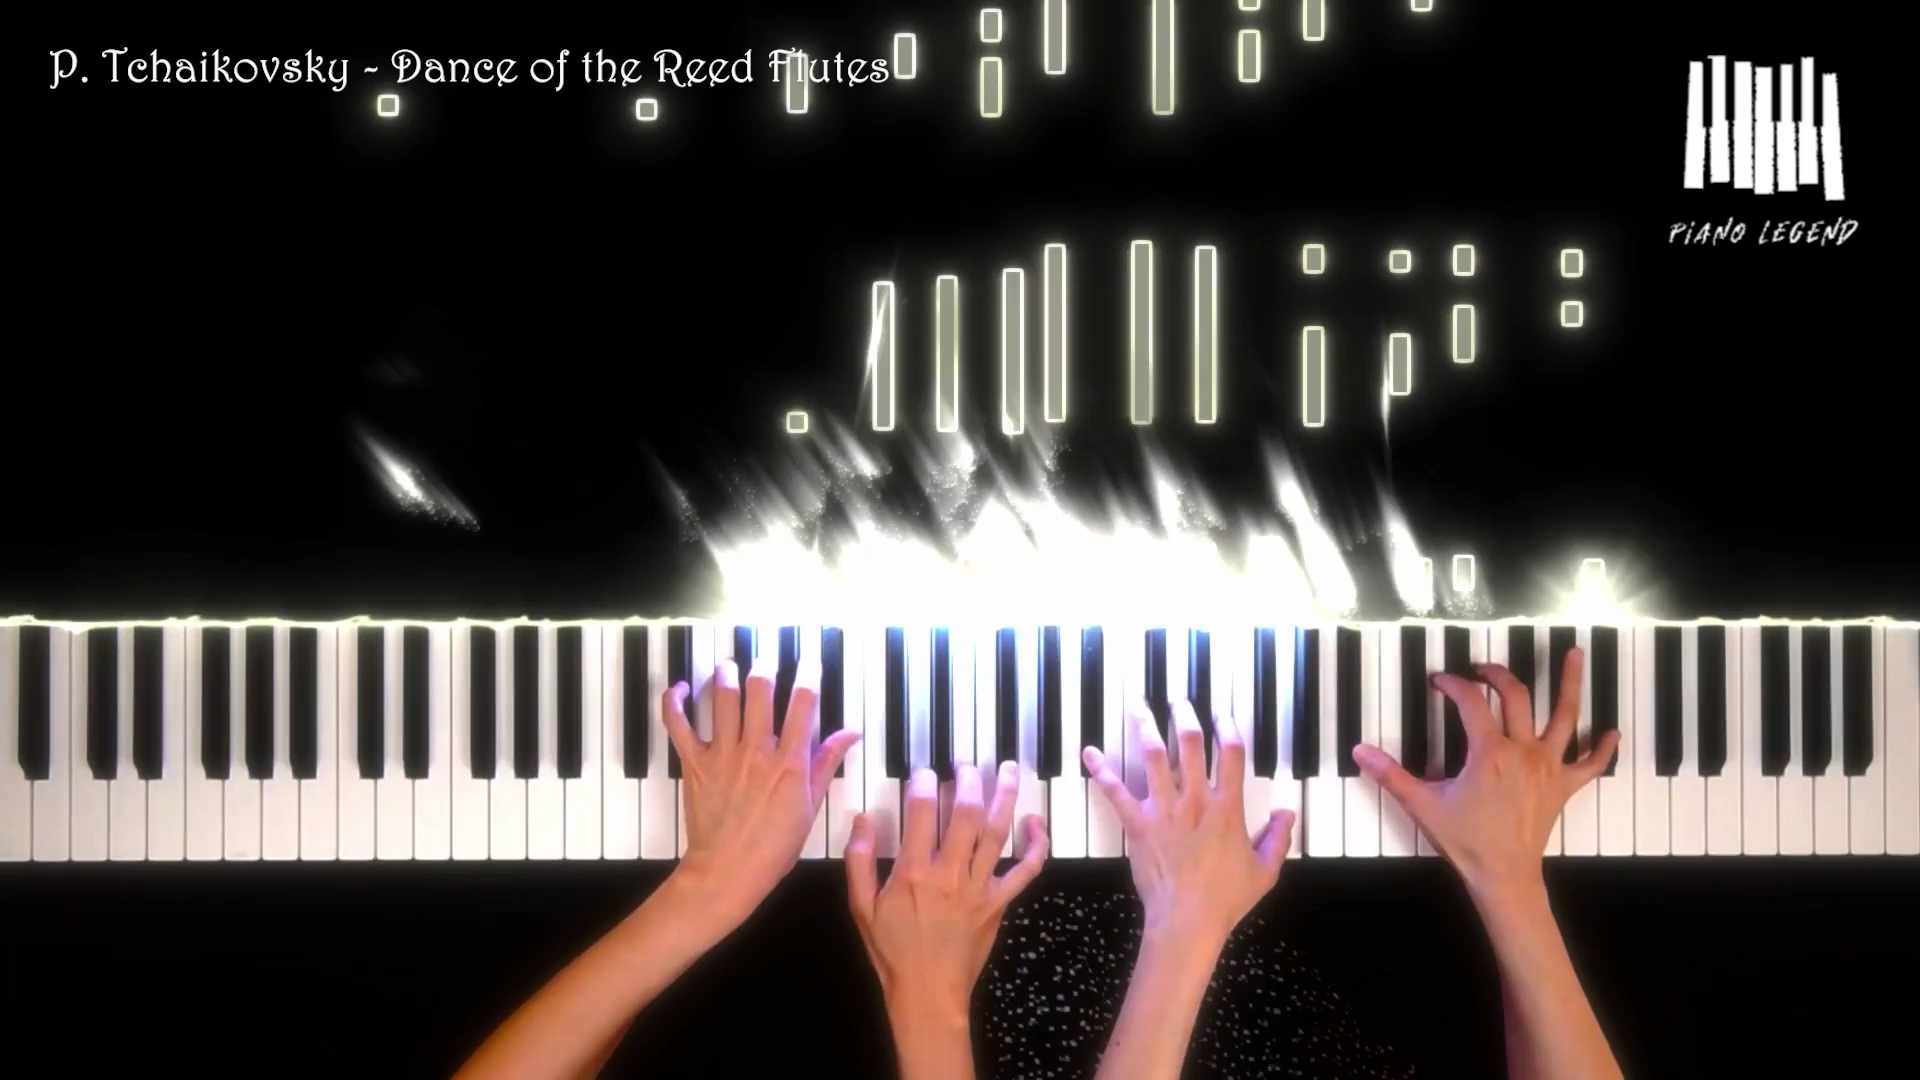 P. Tchaikovsky - Dance of the Reed Flutes
PIANO LEGEND